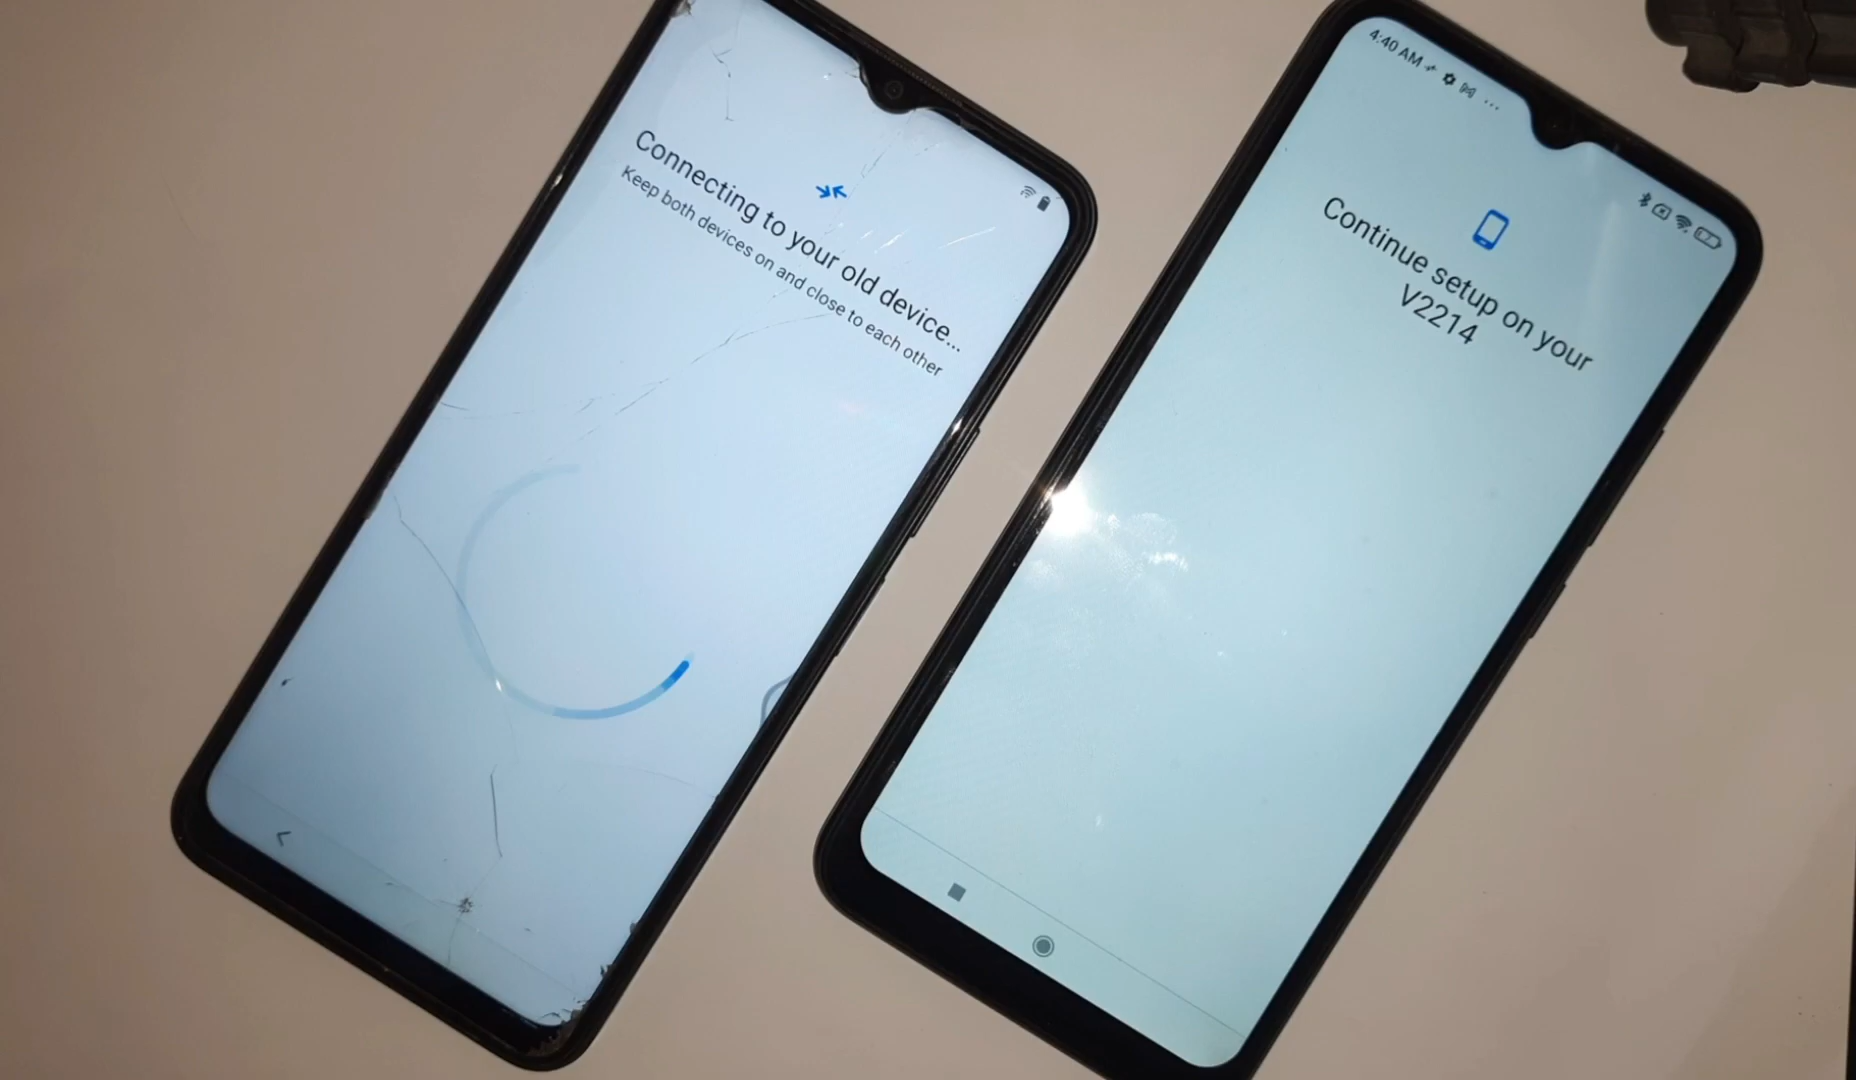 Connecting to your old device...
Keep both devices on and close to each other
4:40 AM
Continue setup on your
V2214